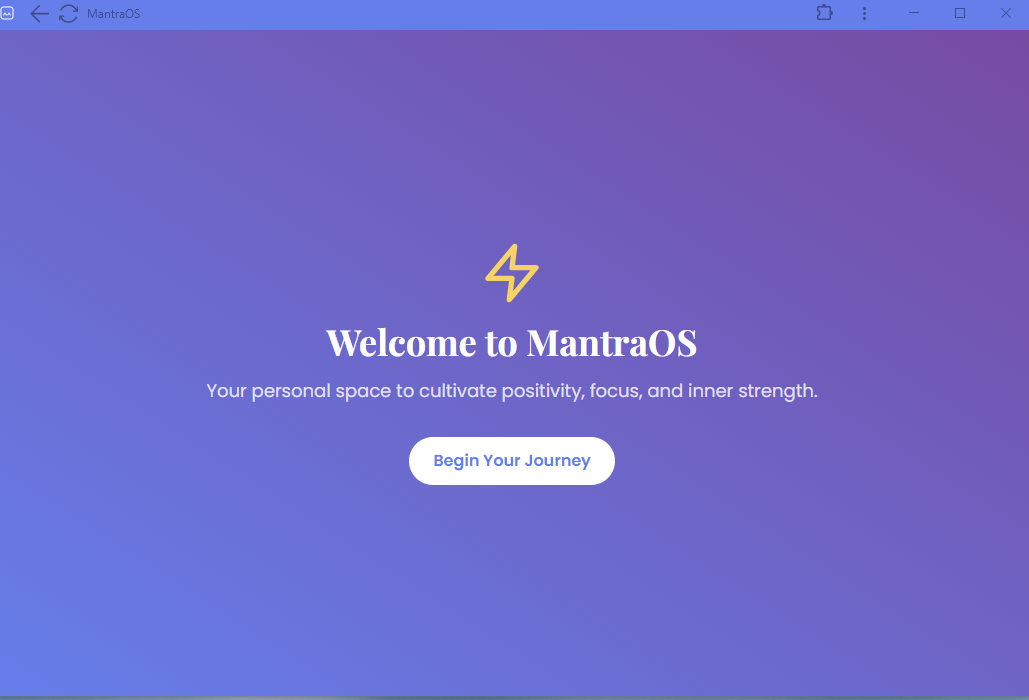 MantraOS
Welcome to MantraOS
Your personal space to cultivate positivity, focus, and inner strength.
Begin Your Journey